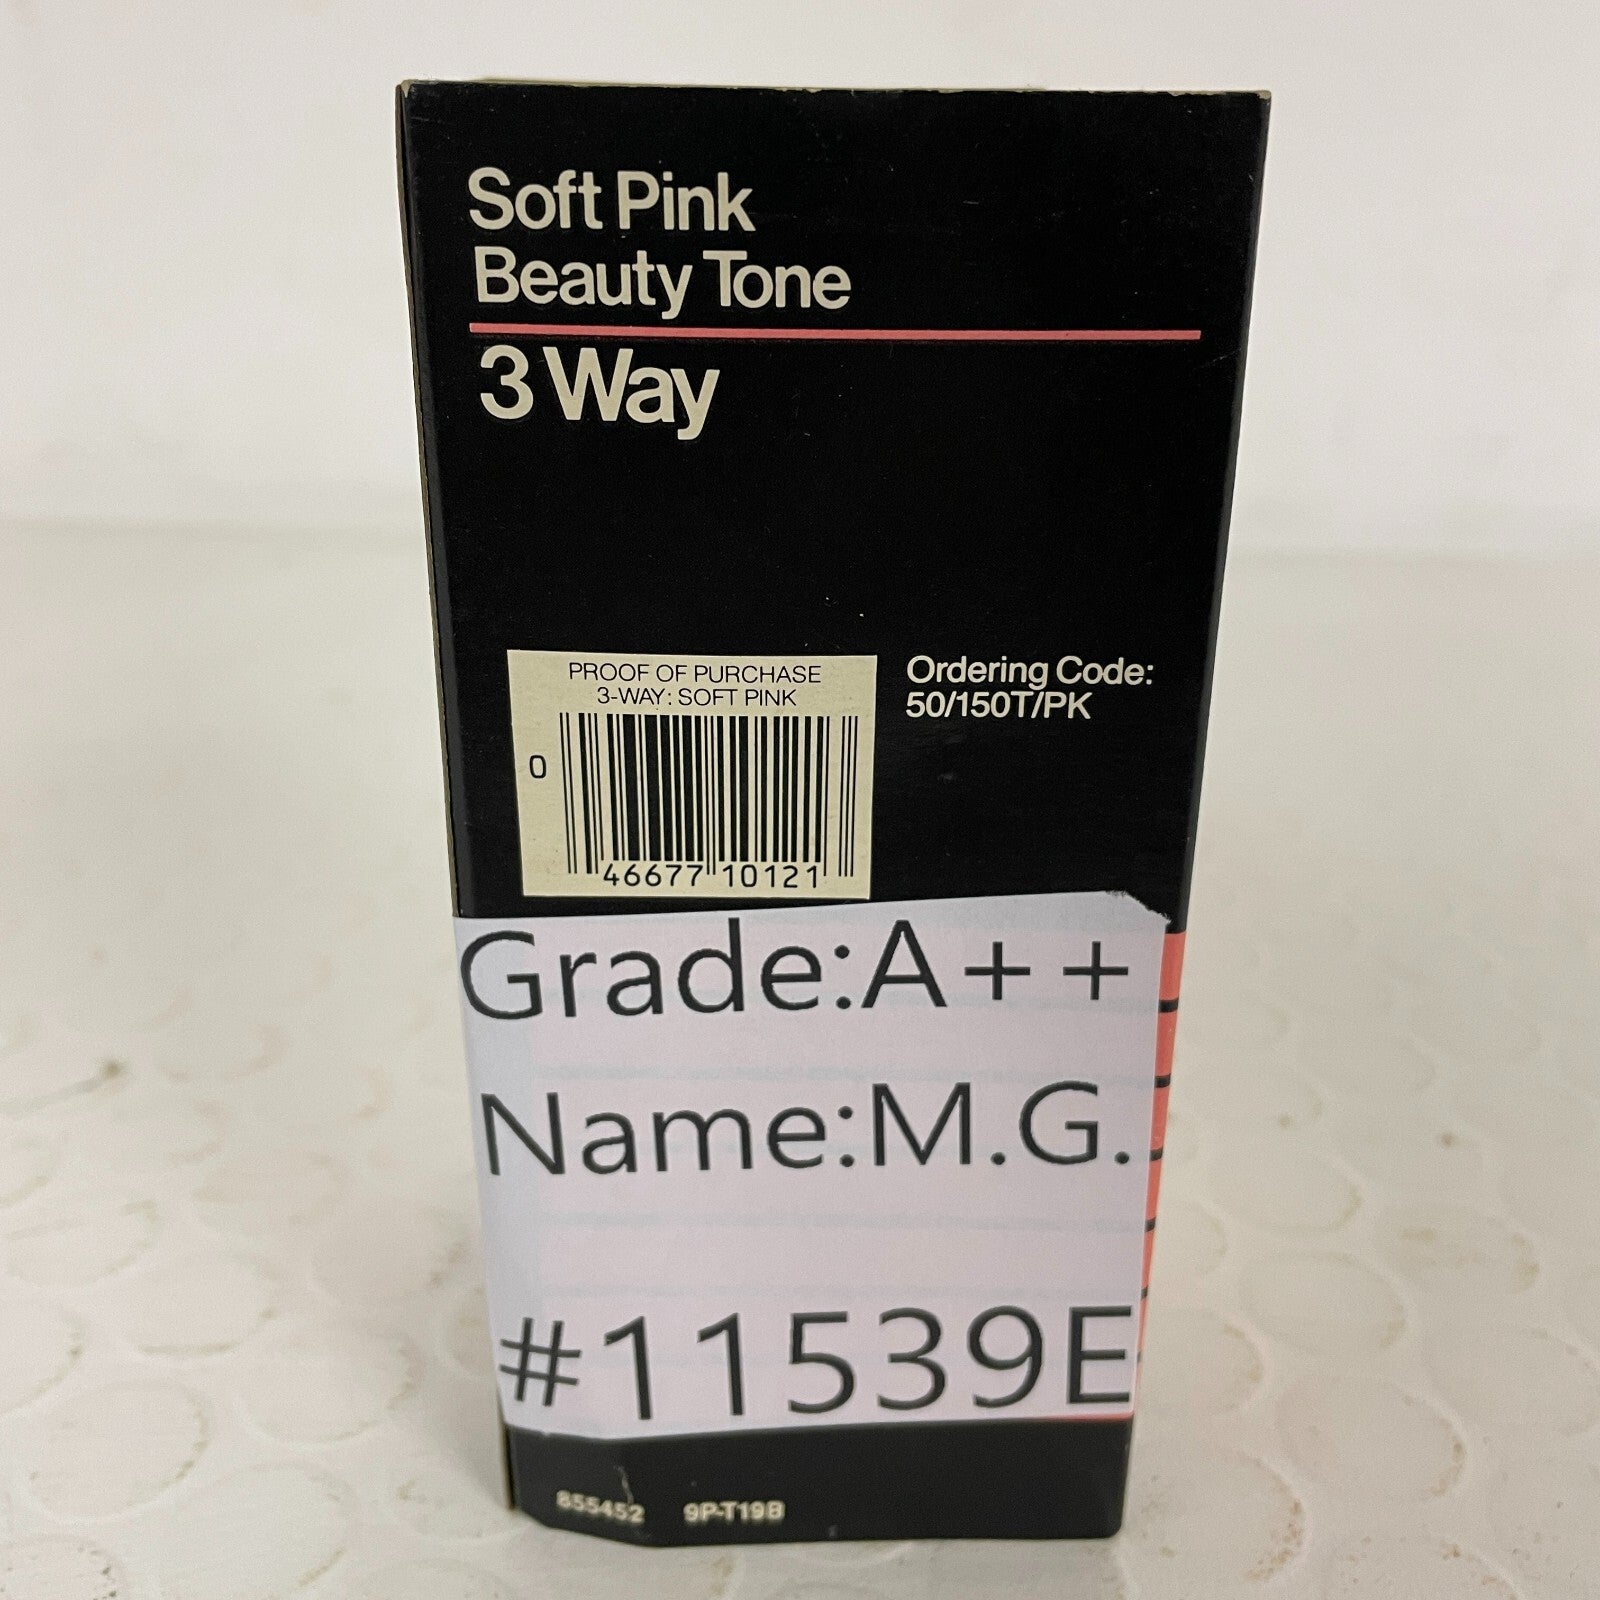 Soft Pink
Beauty Tone
3 Way
PROOF OF PURCHASE
3-WAY: SOFT PINK
Ordering Code:
50/150T/PK
0 46677 10121
Grade:A++
Name:M.G.
#11539E
855452 9P-T19B